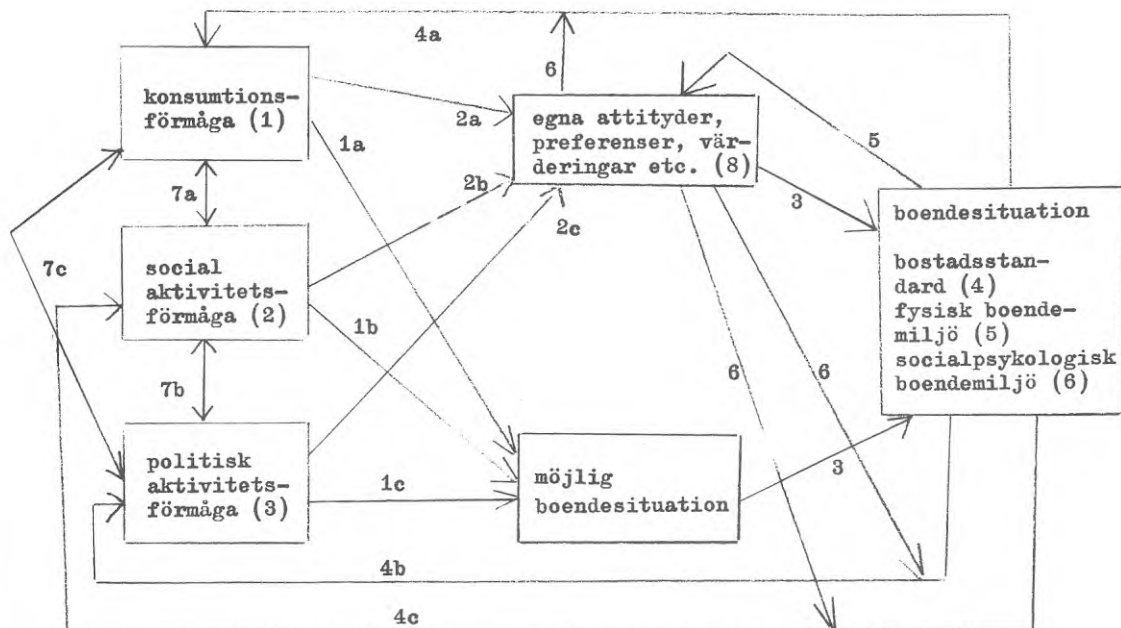 4a
konsumtions-
förmåga (1)
6
2a
egna attityder,
preferenser, vär-
deringar etc. (8)
5
1a
7a
2b
3
boendesituation
2c
7c
social
aktivitets-
förmåga (2)
bostadsstan-
dard (4)
fysisk boende-
miljö (5)
socialpsykologisk
boendemiljö (6)
1b
7b
6
6
politisk
aktivitets-
förmåga (3)
1c
möjlig
boendesituation
3
4b
4c